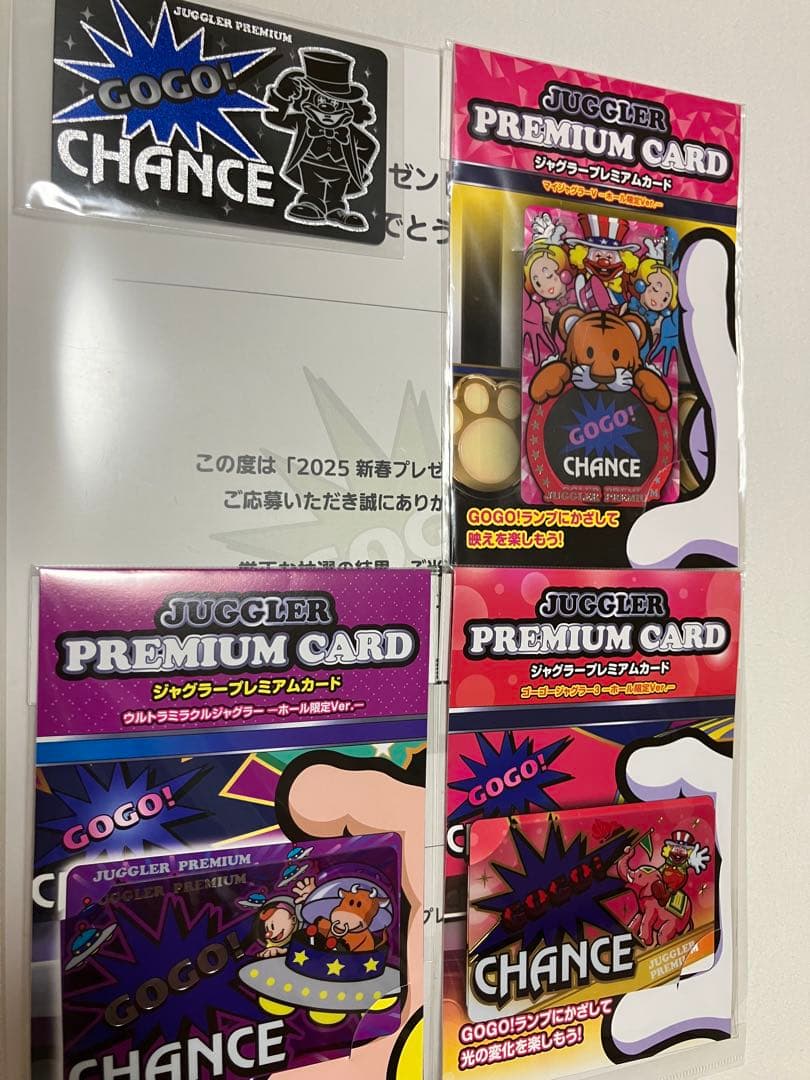 JUGGLER PREMIUM
GOGO!
CHANCE
ゼン
でとう
この度は「2025 新春プレゼ
ご応募いただき誠にありか
GOGO
JUGGLER
PREMIUM CARD
ジャグラープレミアムカード
マイジャグラーV ーホール限定Ver.ー
GOGO!
CHANCE
JUGGLER PREMIUM
GOGO!ランプにかざして
映えを楽しもう!
JUGGLER
PREMIUM CARD
ジャグラープレミアムカード
ウルトラミラクルジャグラー ーホール限定Ver.ー
GOGO!
C
JUGGLER PREMIUM
JUGGLER PREMIUM
GOGO!
CHANCE
プレ
JUGGLER
PREMIUM CARD
ジャグラープレミアムカード
ゴーゴージャグラー3 ーホール限定Ver.ー
GOGO!
C
GOGO!
CHANCE
JUGGLER
PREMIUM
GOGO!ランプにかざして
光の変化を楽しもう!